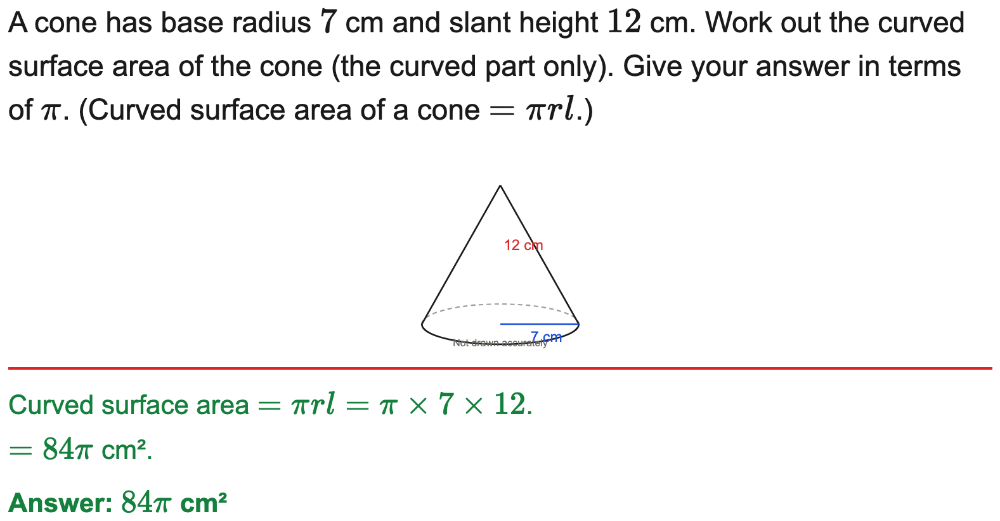 A cone has base radius 7 cm and slant height 12 cm. Work out the curved
surface area of the cone (the curved part only). Give your answer in terms
of π. (Curved surface area of a cone = πrl.)
12 cm
7 cm
Not drawn accurately
Curved surface area = πrl = π × 7 × 12.
= 84π cm².
Answer: 84π cm²